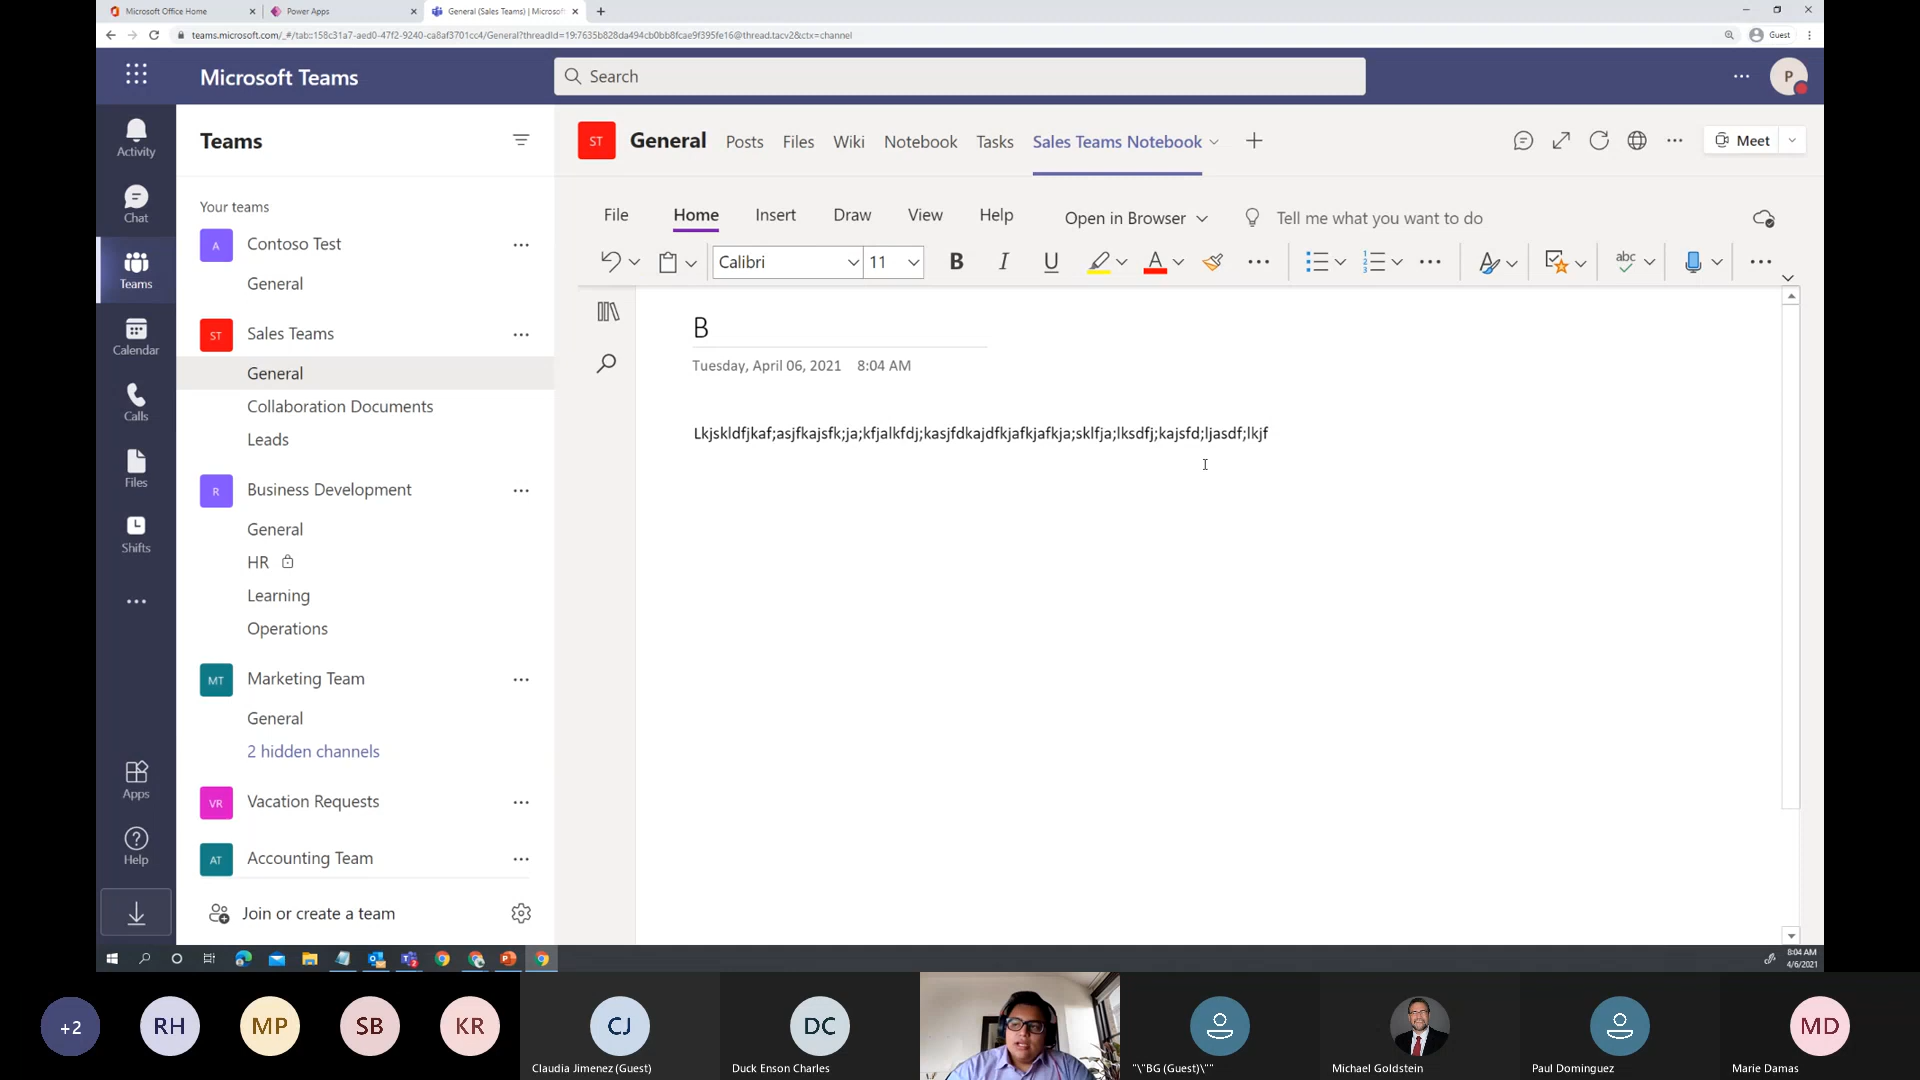 Microsoft Office Home
Power Apps
General (Sales Teams) | Microsof
teams.microsoft.com/_#/tab::158c31a7-aed0-47f2-9240-ca8af3701cc4/General?threadId=19:7635b828da494cb0bb8fcae9f395fe16@thread.tacv2&ctx=channel
Guest
Microsoft Teams
Search
P
Activity
Chat
Teams
Calendar
Calls
Files
Shifts
Apps
Help
Teams
Your teams
A Contoso Test
General
ST Sales Teams
General
Collaboration Documents
Leads
R Business Development
General
HR
Learning
Operations
MT Marketing Team
General
2 hidden channels
VR Vacation Requests
AT Accounting Team
Join or create a team
ST General Posts Files Wiki Notebook Tasks Sales Teams Notebook
Meet
File Home Insert Draw View Help Open in Browser Tell me what you want to do
Calibri 11 B I U A abc
B
Tuesday, April 06, 2021 8:04 AM
Lkjskldfjkaf;asjfkajsfk;ja;kfjalkfdj;kasjfdkajdfkjafkjafkja;sklfja;lksdfj;kajsfd;ljasdf;lkjf
8:04 AM
4/6/2021
+2 RH MP SB KR CJ DC MD
Claudia Jimenez (Guest)
Duck Enson Charles
"\"BG (Guest)\""
Michael Goldstein
Paul Dominguez
Marie Damas